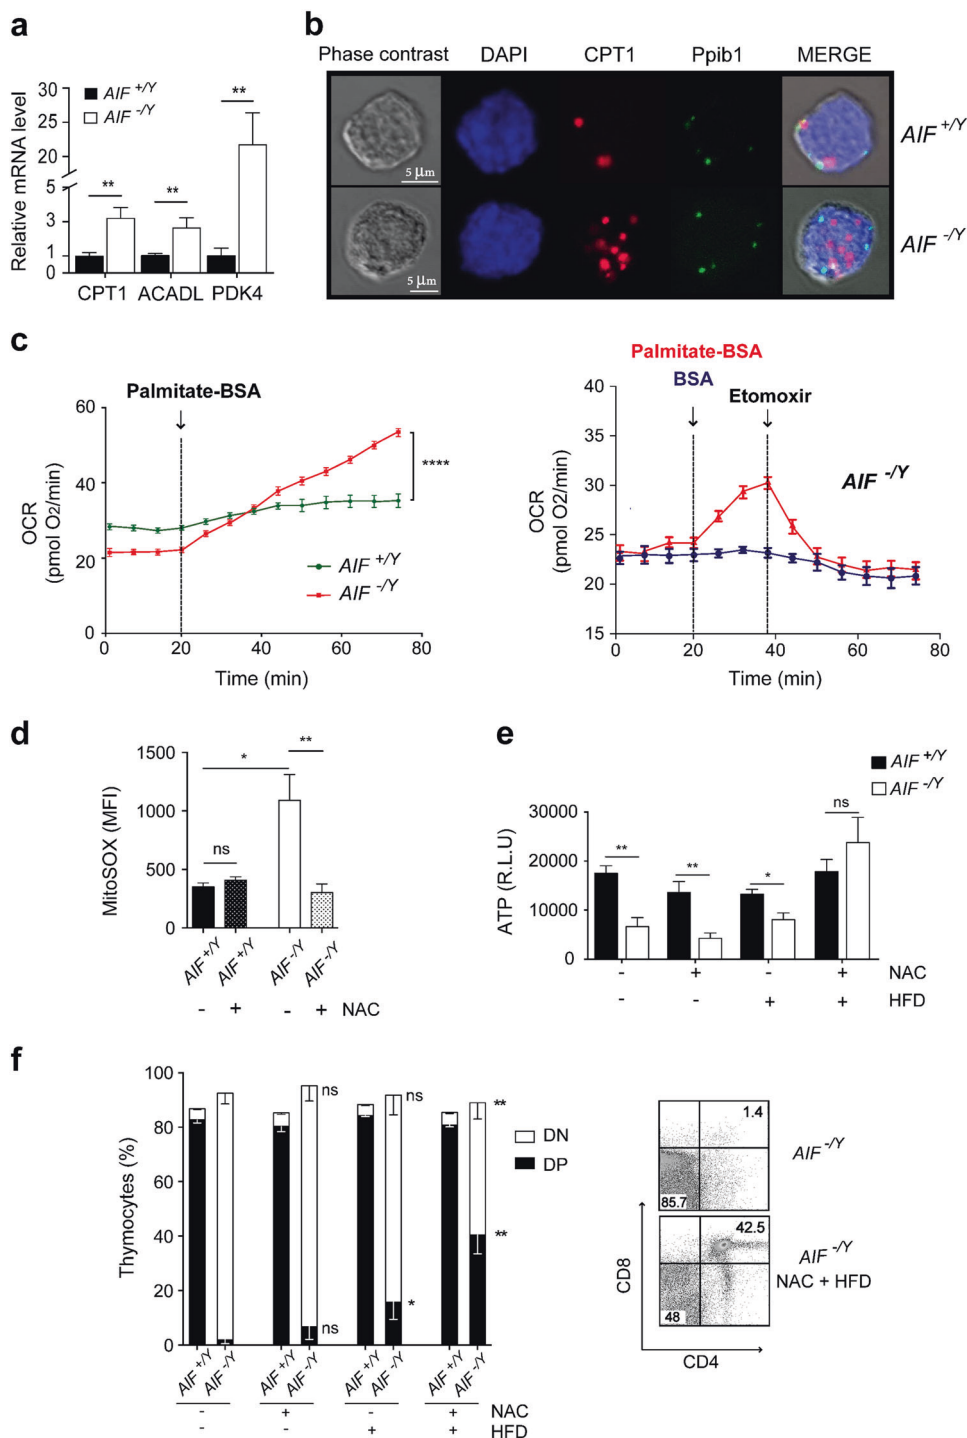 a
Relative mRNA level
30
25
20
5
3
1
0
AIF +/Y
AIF -/Y
**
**
**
CPT1 ACADL PDK4
b
Phase contrast DAPI CPT1 Ppib1 MERGE
5 µm
AIF +/Y
5 µm
AIF -/Y
c
Palmitate-BSA
OCR
(pmol O2/min)
60
40
20
0
****
AIF +/Y
AIF -/Y
0 20 40 60 80
Time (min)
Palmitate-BSA
BSA
Etomoxir
OCR
(pmol O2/min)
40
35
30
25
20
15
AIF -/Y
0 20 40 60 80
Time (min)
d
MitoSOX (MFI)
1500
1000
500
0
*
**
ns
AIF+/Y AIF+/Y AIF-/Y AIF-/Y
- + - + NAC
e
AIF +/Y
AIF -/Y
ATP (R.L.U)
30000
20000
10000
0
**
**
*
ns
- + - + NAC
- - + + HFD
f
Thymocytes (%)
100
80
60
40
20
0
ns
ns
**
ns
*
**
DN
DP
AIF+/Y AIF-/Y AIF+/Y AIF-/Y AIF+/Y AIF-/Y AIF+/Y AIF-/Y
- + - + NAC
- - + + HFD
1.4
85.7
AIF -/Y
42.5
48
AIF -/Y
NAC + HFD
CD8
CD4